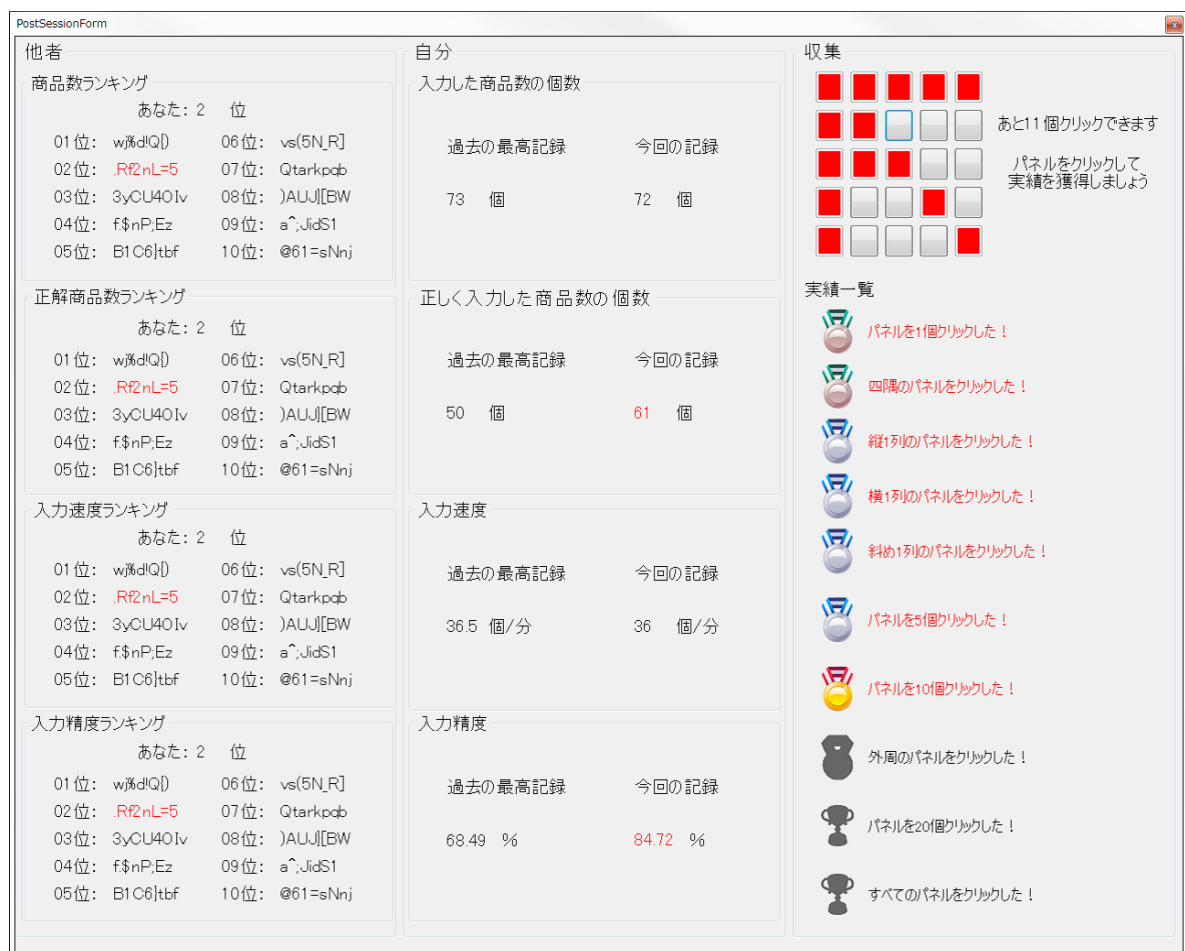 PostSessionForm
他者
商品数ランキング
あなた: 2 位
01位: wj%d!Q[) 06位: vs(5N_R]
02位: .Rf2nL=5 07位: Qtarkpqb
03位: 3yCU4OIv 08位: )AUJ}[BW
04位: f.$nP;Ez 09位: a^;JidS1
05位: B1C6]tbf 10位: @61=sNnj
正解商品数ランキング
あなた: 2 位
01位: wj%d!Q[) 06位: vs(5N_R]
02位: .Rf2nL=5 07位: Qtarkpqb
03位: 3yCU4OIv 08位: )AUJ}[BW
04位: f.$nP;Ez 09位: a^;JidS1
05位: B1C6]tbf 10位: @61=sNnj
入力速度ランキング
あなた: 2 位
01位: wj%d!Q[) 06位: vs(5N_R]
02位: .Rf2nL=5 07位: Qtarkpqb
03位: 3yCU4OIv 08位: )AUJ}[BW
04位: f.$nP;Ez 09位: a^;JidS1
05位: B1C6]tbf 10位: @61=sNnj
入力精度ランキング
あなた: 2 位
01位: wj%d!Q[) 06位: vs(5N_R]
02位: .Rf2nL=5 07位: Qtarkpqb
03位: 3yCU4OIv 08位: )AUJ}[BW
04位: f.$nP;Ez 09位: a^;JidS1
05位: B1C6]tbf 10位: @61=sNnj
自分
入力した商品数の個数
過去の最高記録 今回の記録
73 個 72 個
正しく入力した商品数の個数
過去の最高記録 今回の記録
50 個 61 個
入力速度
過去の最高記録 今回の記録
36.5 個/分 36 個/分
入力精度
過去の最高記録 今回の記録
68.49 % 84.72 %
収集
あと11個クリックできます
パネルをクリックして
実績を獲得しましょう
実績一覧
パネルを1個クリックした！
四隅のパネルをクリックした！
縦1列のパネルをクリックした！
横1列のパネルをクリックした！
斜め1列のパネルをクリックした！
パネルを5個クリックした！
パネルを10個クリックした！
外周のパネルをクリックした！
パネルを20個クリックした！
すべてのパネルをクリックした！